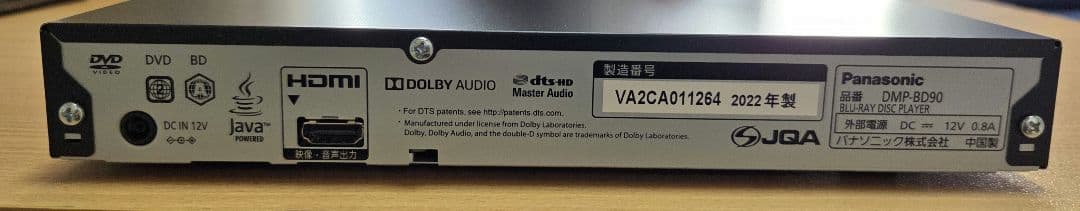 DVD
VIDEO
DVD BD
2 A
DC IN 12V
Java™
POWERED
HDMI
映像・音声出力
DOLBY AUDIO
dts-HD
Master Audio
・For DTS patents, see http://patents.dts.com.
・Manufactured under license from Dolby Laboratories.
Dolby, Dolby Audio, and the double-D symbol are trademarks of Dolby Laboratories.
製造番号
VA2CA011264 2022年製
JQA
Panasonic
品番 DMP-BD90
BLU-RAY DISC PLAYER
外部電源 DC ⎓ 12V 0.8A
パナソニック株式会社 中国製